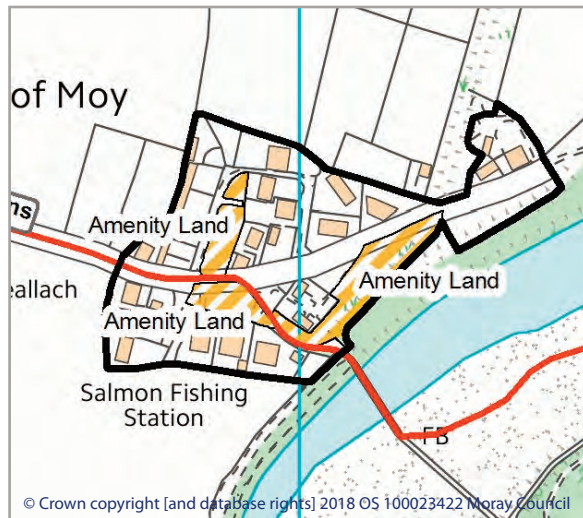 of Moy
ns
Amenity Land
Amenity Land
eallach
Amenity Land
Salmon Fishing
Station
FB
© Crown copyright [and database rights] 2018 OS 100023422 Moray Council